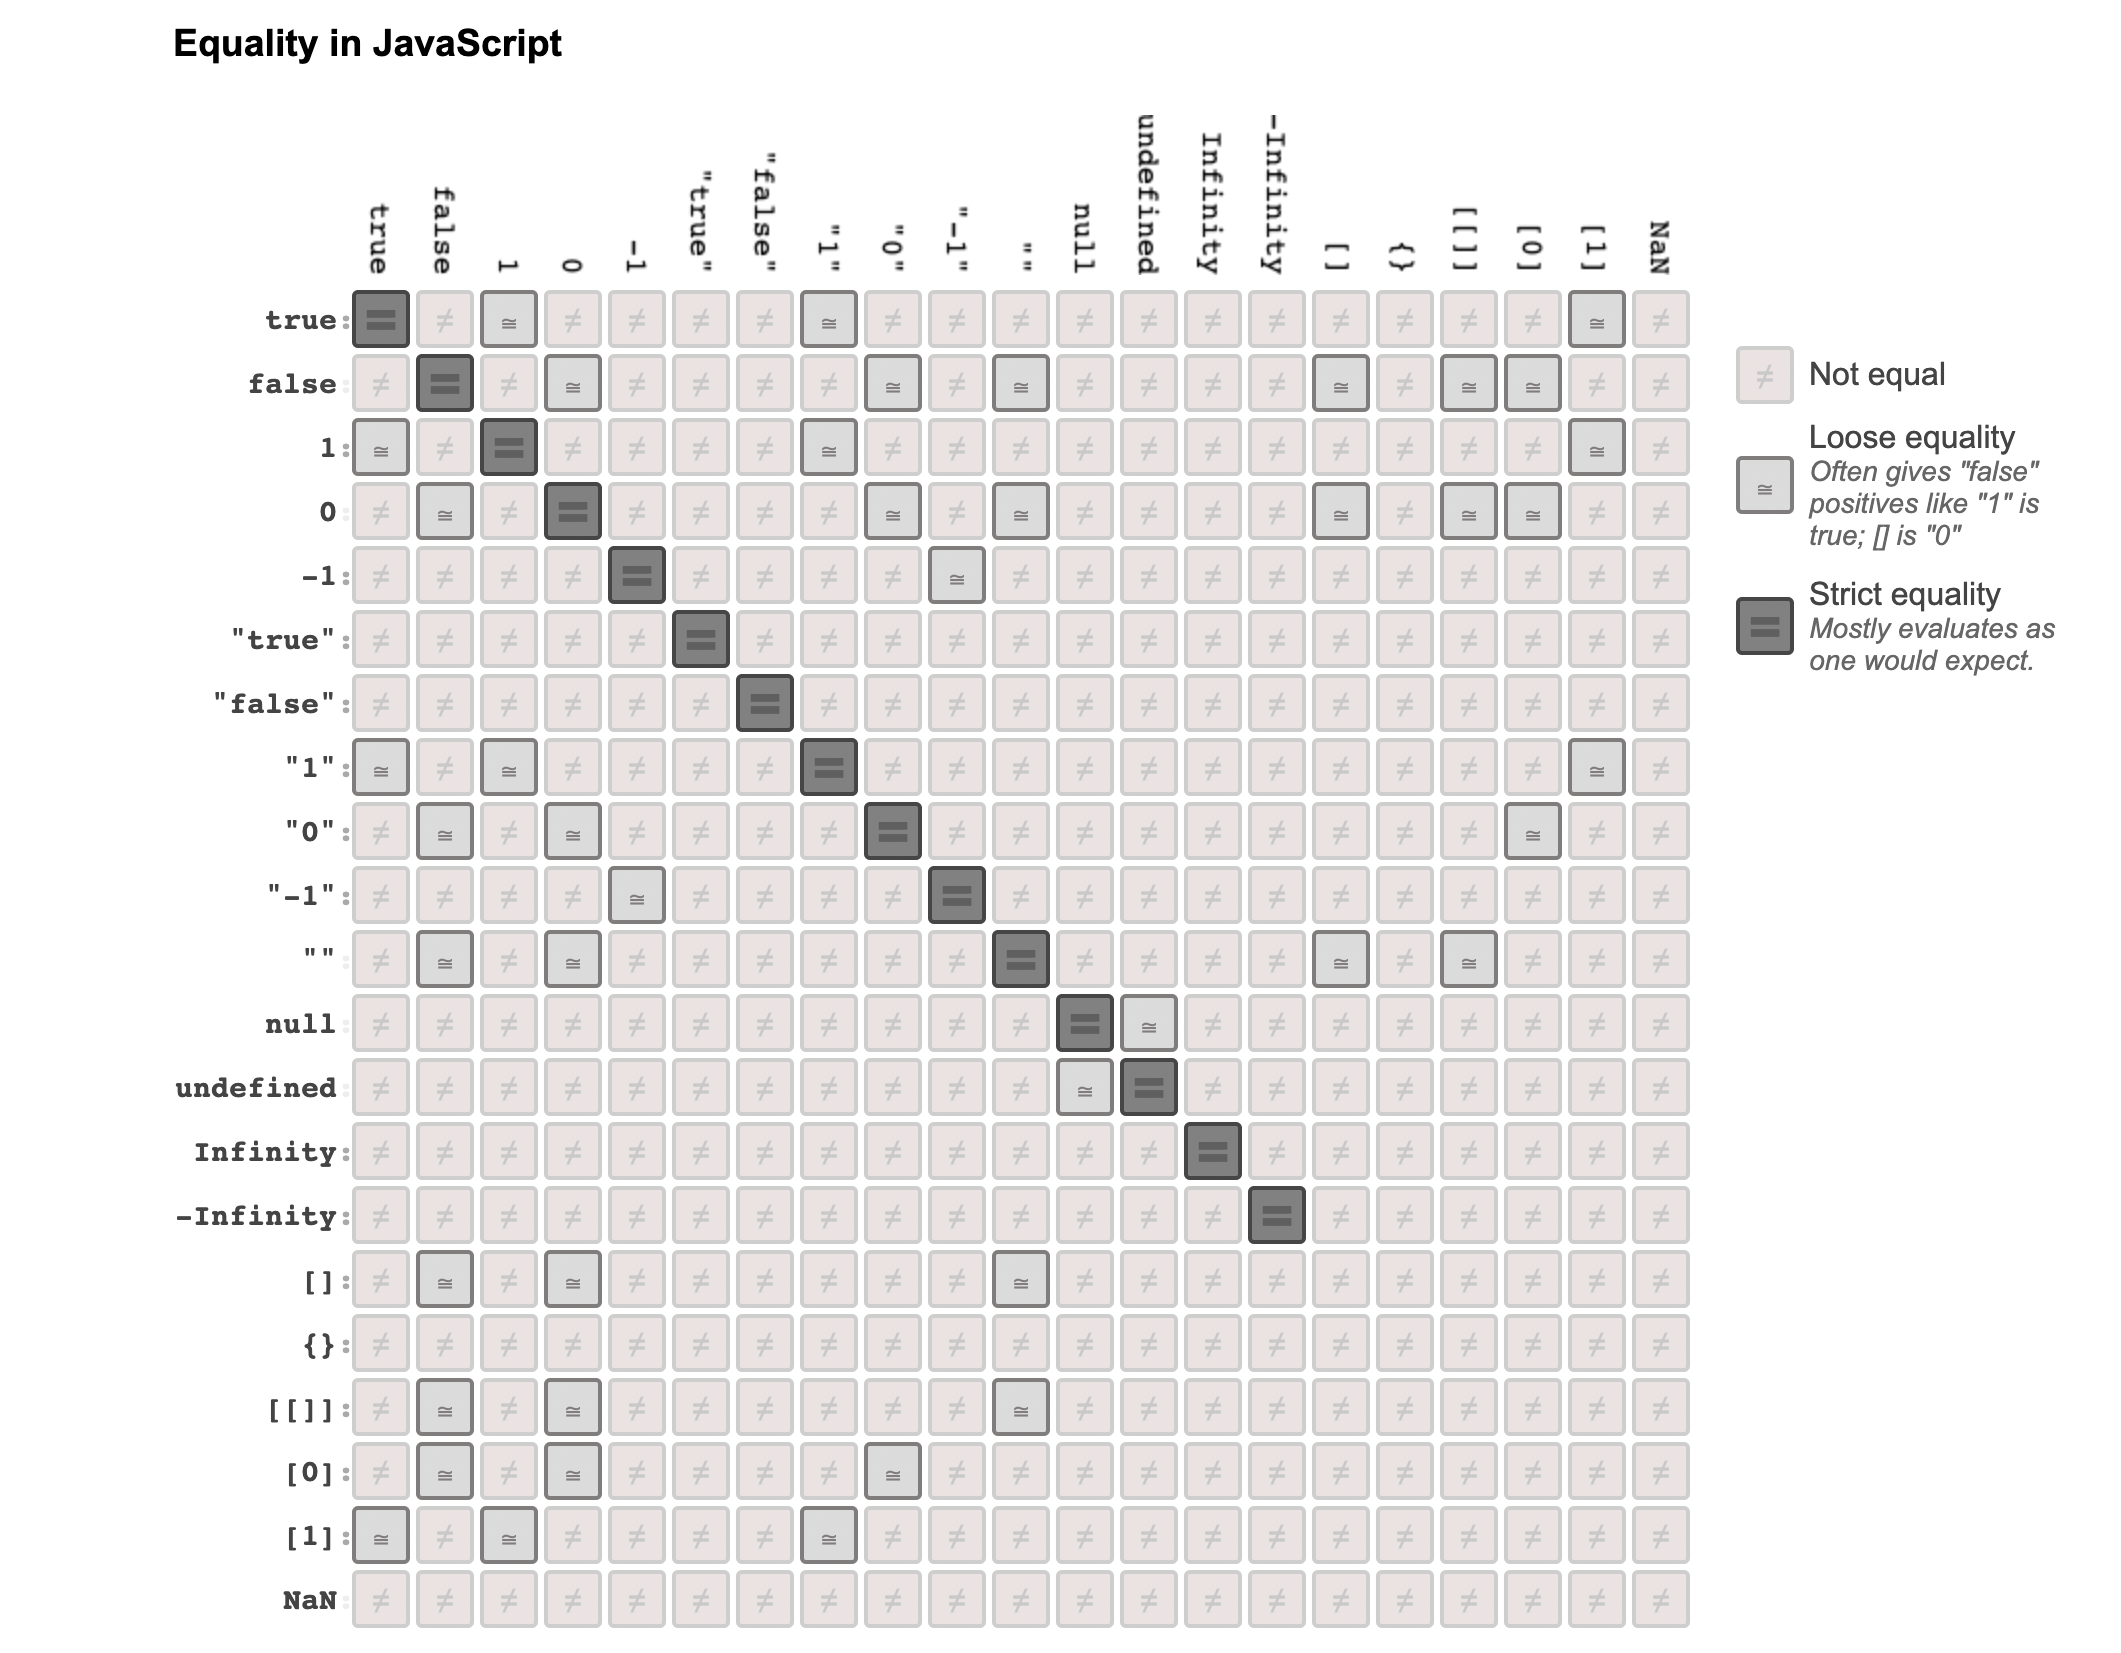 Equality in JavaScript
true
false
1
0
-1
"true"
"false"
"1"
"0"
"-1"
""
null
undefined
Infinity
-Infinity
[]
{}
[[]]
[0]
[1]
NaN
true: = ≠ ≅ ≠ ≠ ≠ ≠ ≅ ≠ ≠ ≠ ≠ ≠ ≠ ≠ ≠ ≠ ≠ ≠ ≅ ≠
false: ≠ = ≠ ≅ ≠ ≠ ≠ ≠ ≅ ≠ ≅ ≠ ≠ ≠ ≠ ≅ ≠ ≅ ≅ ≠ ≠
1: ≅ ≠ = ≠ ≠ ≠ ≠ ≅ ≠ ≠ ≠ ≠ ≠ ≠ ≠ ≠ ≠ ≠ ≠ ≅ ≠
0: ≠ ≅ ≠ = ≠ ≠ ≠ ≠ ≅ ≠ ≅ ≠ ≠ ≠ ≠ ≅ ≠ ≅ ≅ ≠ ≠
-1: ≠ ≠ ≠ ≠ = ≠ ≠ ≠ ≠ ≅ ≠ ≠ ≠ ≠ ≠ ≠ ≠ ≠ ≠ ≠ ≠
"true": ≠ ≠ ≠ ≠ ≠ = ≠ ≠ ≠ ≠ ≠ ≠ ≠ ≠ ≠ ≠ ≠ ≠ ≠ ≠ ≠
"false": ≠ ≠ ≠ ≠ ≠ ≠ = ≠ ≠ ≠ ≠ ≠ ≠ ≠ ≠ ≠ ≠ ≠ ≠ ≠ ≠
"1": ≅ ≠ ≅ ≠ ≠ ≠ ≠ = ≠ ≠ ≠ ≠ ≠ ≠ ≠ ≠ ≠ ≠ ≠ ≅ ≠
"0": ≠ ≅ ≠ ≅ ≠ ≠ ≠ ≠ = ≠ ≠ ≠ ≠ ≠ ≠ ≠ ≠ ≠ ≅ ≠ ≠
"-1": ≠ ≠ ≠ ≠ ≅ ≠ ≠ ≠ ≠ = ≠ ≠ ≠ ≠ ≠ ≠ ≠ ≠ ≠ ≠ ≠
"": ≠ ≅ ≠ ≅ ≠ ≠ ≠ ≠ ≠ ≠ = ≠ ≠ ≠ ≠ ≅ ≠ ≅ ≠ ≠ ≠
null: ≠ ≠ ≠ ≠ ≠ ≠ ≠ ≠ ≠ ≠ ≠ = ≅ ≠ ≠ ≠ ≠ ≠ ≠ ≠ ≠
undefined: ≠ ≠ ≠ ≠ ≠ ≠ ≠ ≠ ≠ ≠ ≠ ≅ = ≠ ≠ ≠ ≠ ≠ ≠ ≠ ≠
Infinity: ≠ ≠ ≠ ≠ ≠ ≠ ≠ ≠ ≠ ≠ ≠ ≠ ≠ = ≠ ≠ ≠ ≠ ≠ ≠ ≠
-Infinity: ≠ ≠ ≠ ≠ ≠ ≠ ≠ ≠ ≠ ≠ ≠ ≠ ≠ ≠ = ≠ ≠ ≠ ≠ ≠ ≠
[]: ≠ ≅ ≠ ≅ ≠ ≠ ≠ ≠ ≠ ≠ ≅ ≠ ≠ ≠ ≠ ≠ ≠ ≠ ≠ ≠ ≠
{}: ≠ ≠ ≠ ≠ ≠ ≠ ≠ ≠ ≠ ≠ ≠ ≠ ≠ ≠ ≠ ≠ ≠ ≠ ≠ ≠ ≠
[[]]: ≠ ≅ ≠ ≅ ≠ ≠ ≠ ≠ ≠ ≠ ≅ ≠ ≠ ≠ ≠ ≠ ≠ ≠ ≠ ≠ ≠
[0]: ≠ ≅ ≠ ≅ ≠ ≠ ≠ ≠ ≅ ≠ ≠ ≠ ≠ ≠ ≠ ≠ ≠ ≠ ≠ ≠ ≠
[1]: ≅ ≠ ≅ ≠ ≠ ≠ ≠ ≅ ≠ ≠ ≠ ≠ ≠ ≠ ≠ ≠ ≠ ≠ ≠ ≠ ≠
NaN: ≠ ≠ ≠ ≠ ≠ ≠ ≠ ≠ ≠ ≠ ≠ ≠ ≠ ≠ ≠ ≠ ≠ ≠ ≠ ≠ ≠
≠ Not equal
Loose equality
≅ Often gives "false"
positives like "1" is
true; [] is "0"
Strict equality
= Mostly evaluates as
one would expect.